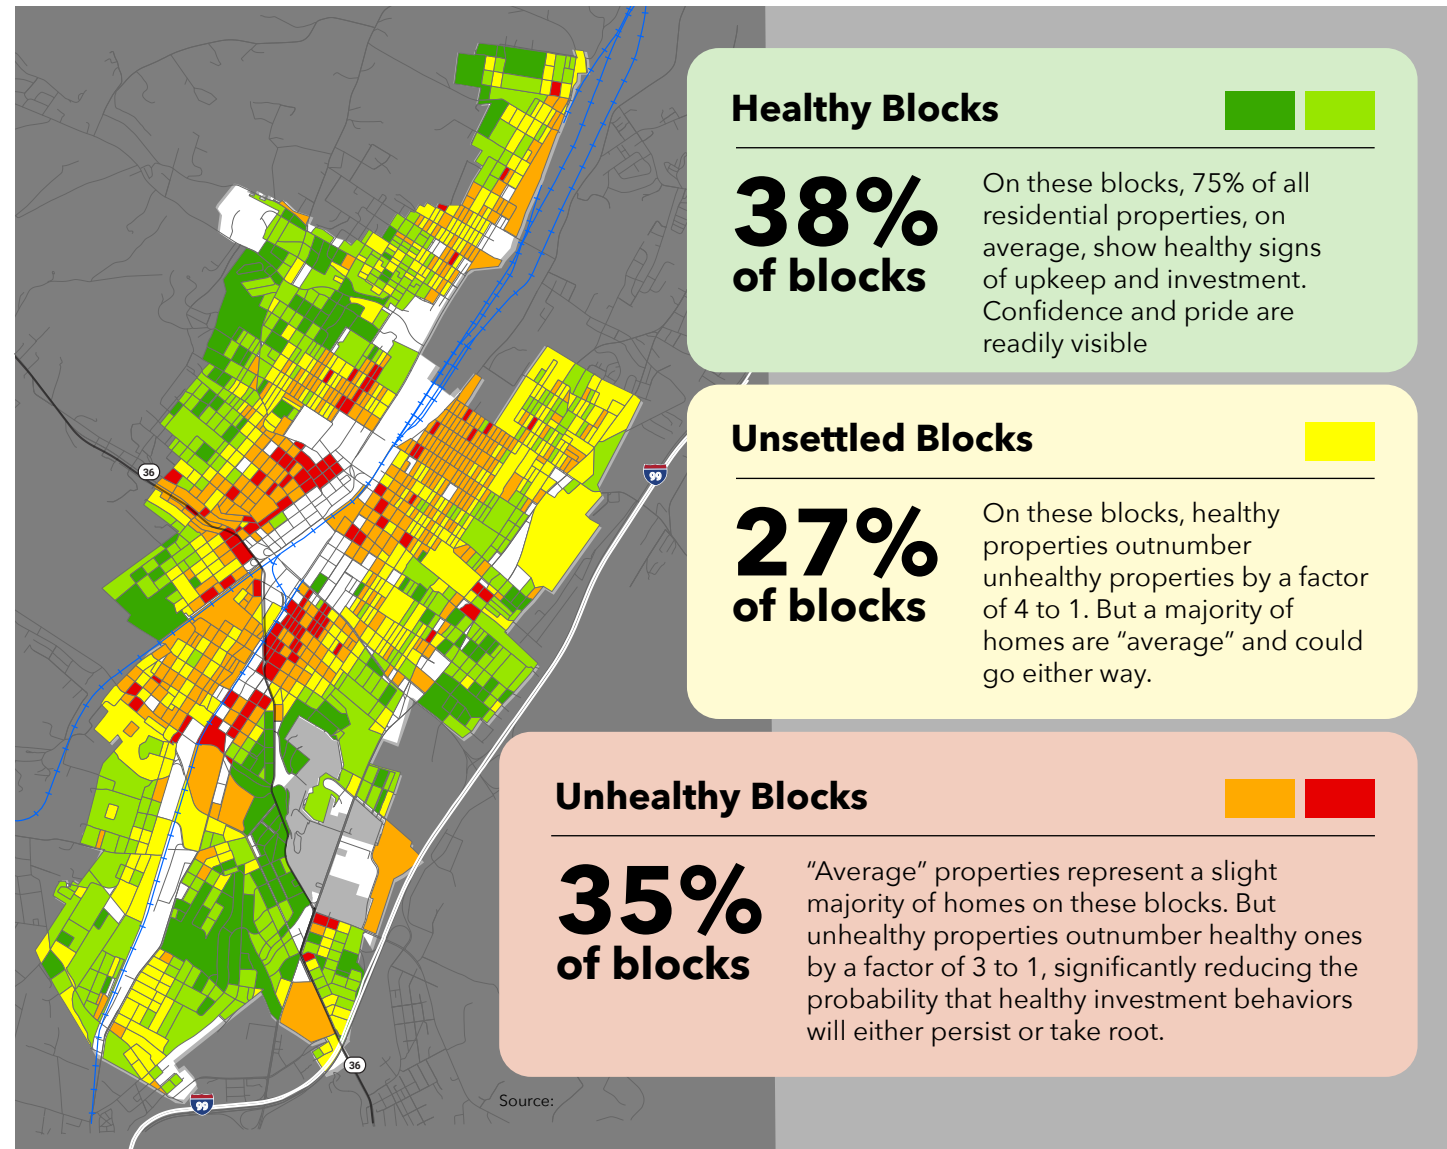 Healthy Blocks
38%
of blocks
On these blocks, 75% of all
residential properties, on
average, show healthy signs
of upkeep and investment.
Confidence and pride are
readily visible
Unsettled Blocks
27%
of blocks
On these blocks, healthy
properties outnumber
unhealthy properties by a factor
of 4 to 1. But a majority of
homes are “average” and could
go either way.
Unhealthy Blocks
35%
of blocks
“Average” properties represent a slight
majority of homes on these blocks. But
unhealthy properties outnumber healthy ones
by a factor of 3 to 1, significantly reducing the
probability that healthy investment behaviors
will either persist or take root.
Source:
36
99
36
99